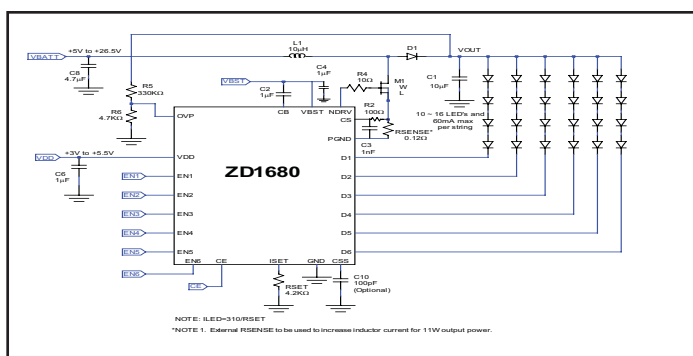 L1
10μH
D1
+5V to +26.5V
VBATT
VOUT
C8
4.7μF
C4
1μF
R4
10Ω
M1
W
L
C1
10μF
VBST
R5
330KΩ
C2
1μF
R2
100Ω
R6
4.7KΩ
OVP
CB
VBST
NDRV
CS
RSENSE*
0.12Ω
10 ~ 16 LED's and
60mA max
per string
PGND
C3
1nF
+3V to +5.5V
VDD
VDD
ZD1680
D1
C6
1μF
EN1
EN1
D2
EN2
EN2
D3
EN3
EN3
D4
EN4
EN4
D5
EN5
EN5
D6
EN6
CE
ISET
GND
CSS
EN6
CE
RSET
4.2KΩ
C10
100pF
(Optional)
NOTE: ILED=310/RSET
*NOTE 1. External RSENSE to be used to increase inductor current for 11W output power.